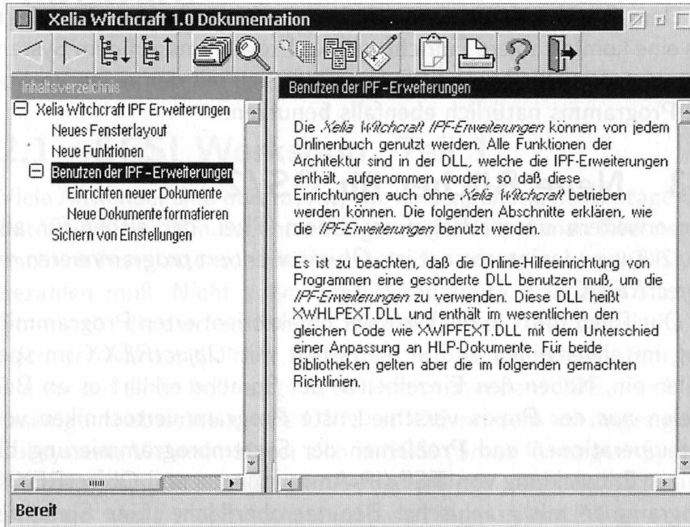 Xelia Witchcraft 1.0 Dokumentation
Inhaltsverzeichnis
Xelia Witchcraft IPF Erweiterungen
Neues Fensterlayout
Neue Funktionen
Benutzen der IPF-Erweiterungen
Einrichten neuer Dokumente
Neue Dokumente formatieren
Sichern von Einstellungen
Benutzen der IPF-Erweiterungen
Die Xelia Witchcraft IPF-Erweiterungen können von jedem
Onlinenbuch genutzt werden. Alle Funktionen der
Architektur sind in der DLL, welche die IPF-Erweiterungen
enthält, aufgenommen worden, so daß diese
Einrichtungen auch ohne Xelia Witchcraft betrieben
werden können. Die folgenden Abschnitte erklären, wie
die IPF-Erweiterungen benutzt werden.
Es ist zu beachten, daß die Online-Hilfeeinrichtung von
Programmen eine gesonderte DLL benutzen muß, um die
IPF-Erweiterungen zu verwenden. Diese DLL heißt
XWHLPEXT.DLL und enthält im wesentlichen den
gleichen Code wie XWIPFEXT.DLL mit dem Unterschied
einer Anpassung an HLP-Dokumente. Für beide
Bibliotheken gelten aber die im folgenden gemachten
Richtlinien.
Bereit